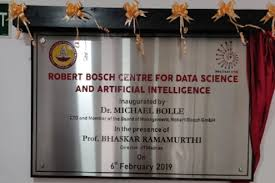 ROBERT BOSCH CENTRE FOR DATA SCIENCE
AND ARTIFICIAL INTELLIGENCE
Inaugurated by
Dr. MICHAEL BOLLE
CTO and Member of the Board of Management, Robert Bosch GmbH
In the presence of
Prof. BHASKAR RAMAMURTHI
Director, IIT Madras
On
6th February 2019